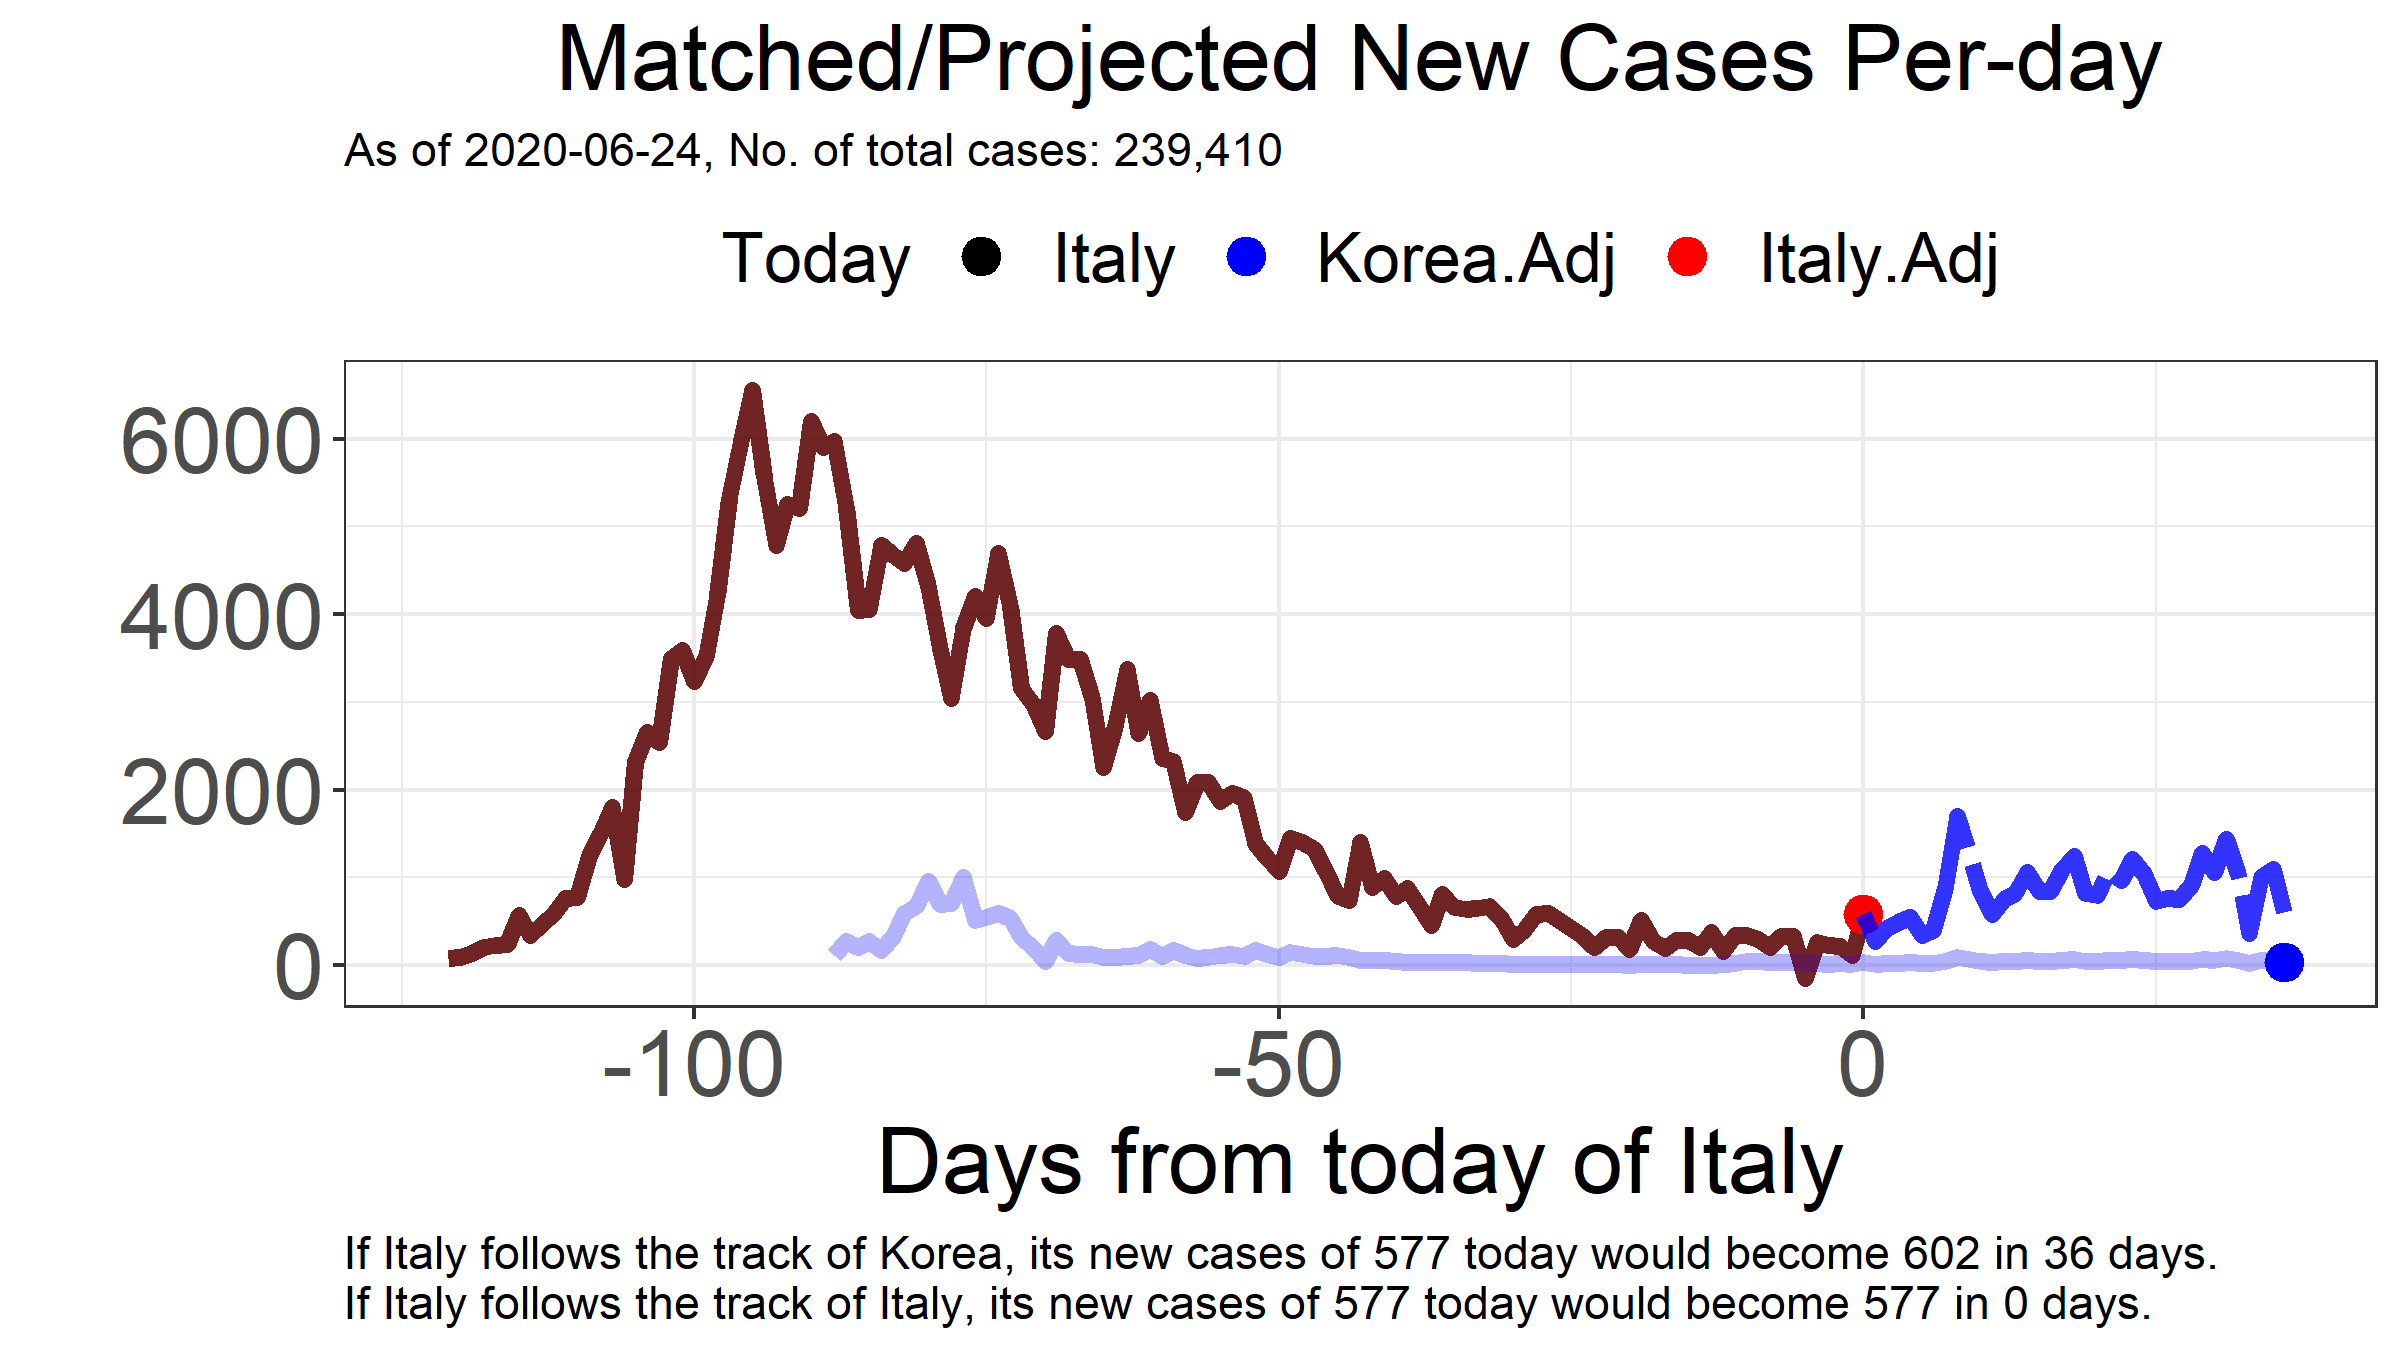 Matched/Projected New Cases Per-day
As of 2020-06-24, No. of total cases: 239,410
Today Italy Korea.Adj Italy.Adj
6000
4000
2000
0
-100 -50 0
Days from today of Italy
If Italy follows the track of Korea, its new cases of 577 today would become 602 in 36 days.
If Italy follows the track of Italy, its new cases of 577 today would become 577 in 0 days.